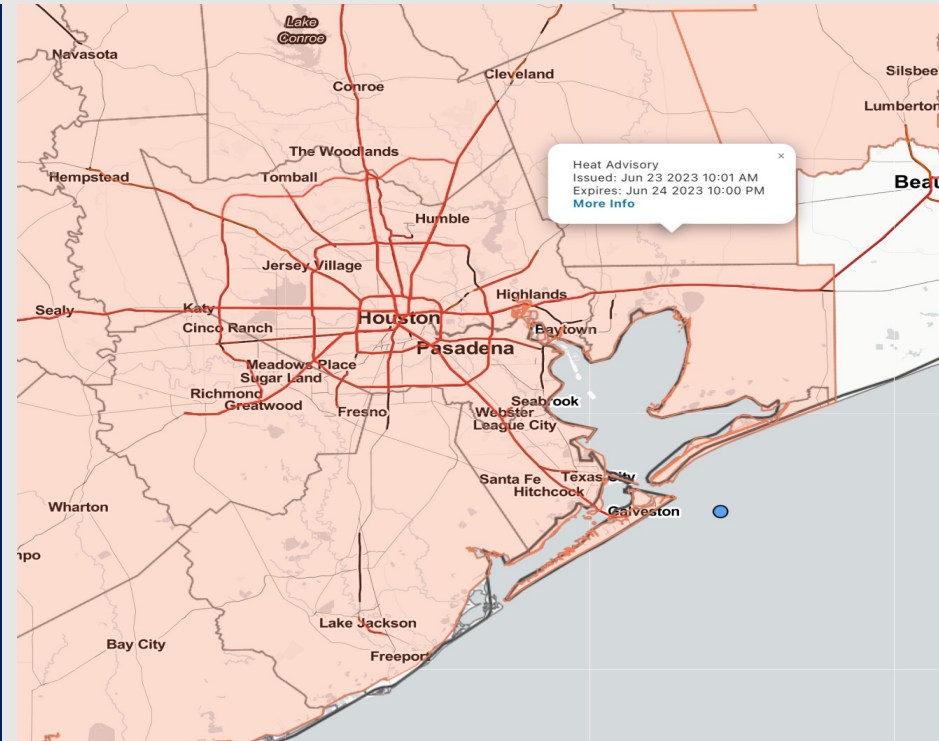 Lake
Conroe
Navasota
Conroe
Cleveland
Silsbee
Lumberton
The Woodlands
Hempstead
Tomball
Heat Advisory
Issued: Jun 23 2023 10:01 AM
Expires: Jun 24 2023 10:00 PM
More Info
×
Beau
Humble
Jersey Village
Highlands
Sealy
Katy
Houston
Cinco Ranch
Baytown
Pasadena
Meadows Place
Sugar Land
Richmond
Greatwood
Seabrook
Fresno
Webster
League City
Santa Fe
Texas City
Hitchcock
Wharton
Galveston
mpo
Lake Jackson
Bay City
Freeport